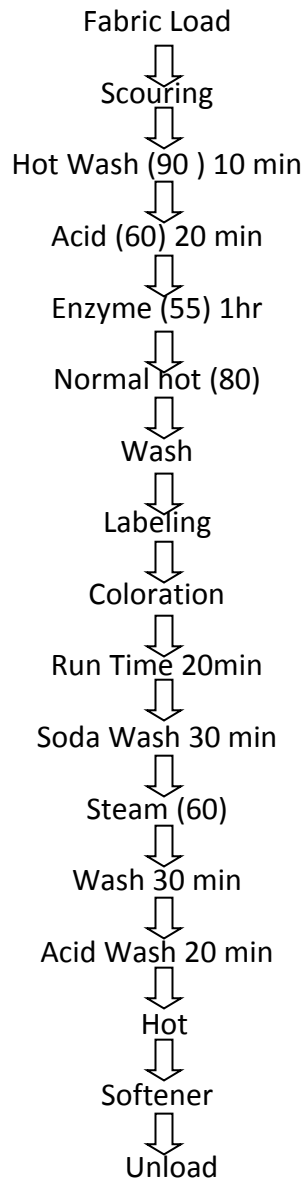 Fabric Load
Scouring
Hot Wash (90 ) 10 min
Acid (60) 20 min
Enzyme (55) 1hr
Normal hot (80)
Wash
Labeling
Coloration
Run Time 20min
Soda Wash 30 min
Steam (60)
Wash 30 min
Acid Wash 20 min
Hot
Softener
Unload